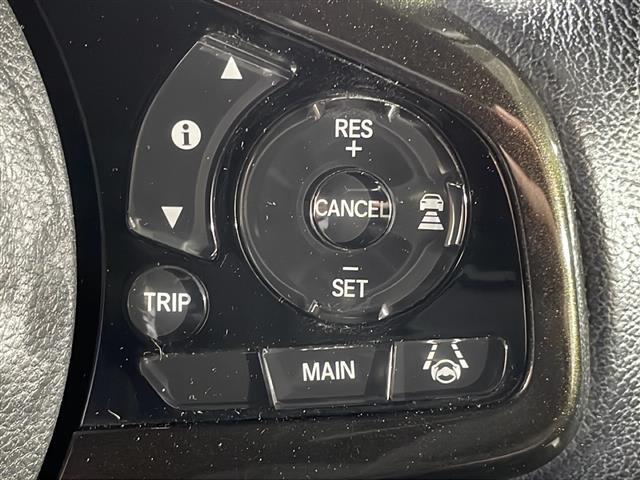 RES
+
CANCEL
−
SET
TRIP
MAIN